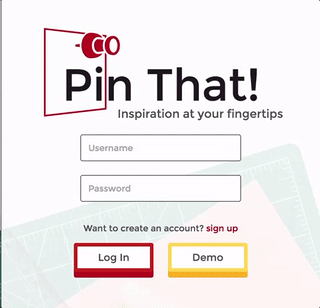 Pin That!
Inspiration at your fingertips
Username
Password
Want to create an account? sign up
Log In
Demo